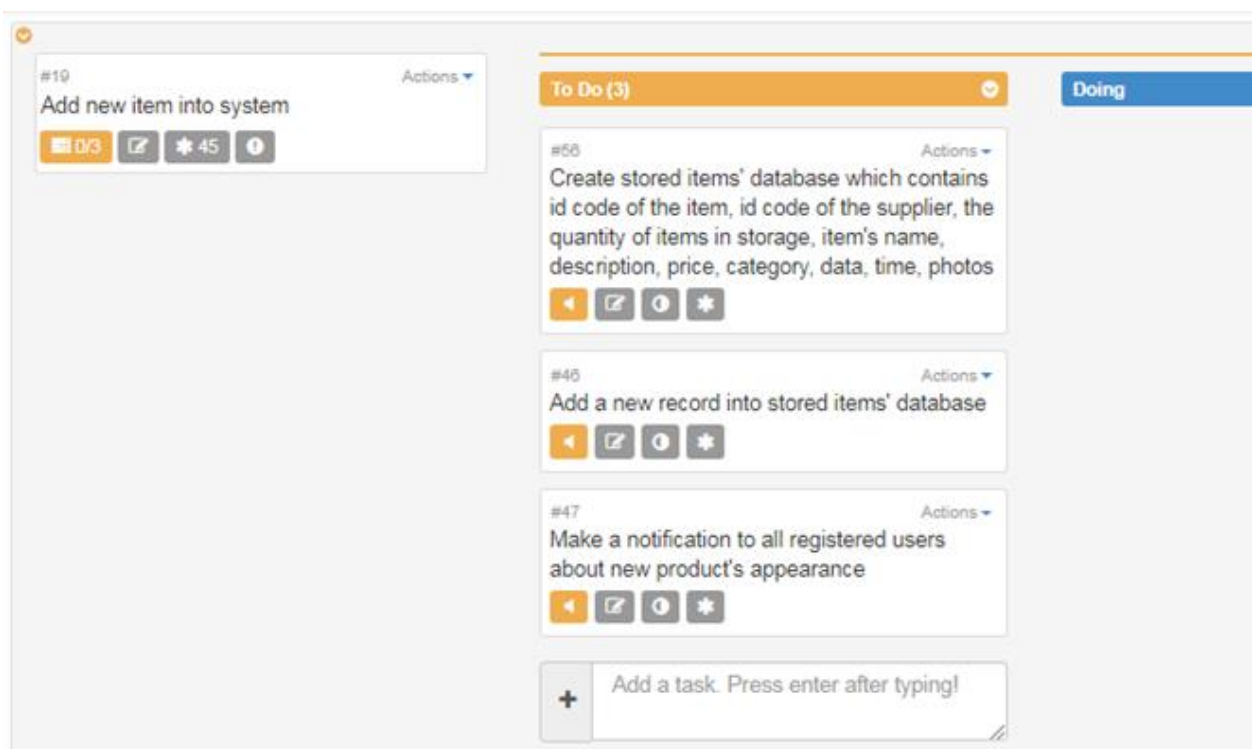 #19 Actions
Add new item into system
0/3 45
To Do (3)
#56 Actions
Create stored items' database which contains
id code of the item, id code of the supplier, the
quantity of items in storage, item's name,
description, price, category, data, time, photos
#46 Actions
Add a new record into stored items' database
#47 Actions
Make a notification to all registered users
about new product's appearance
Add a task. Press enter after typing!
Doing